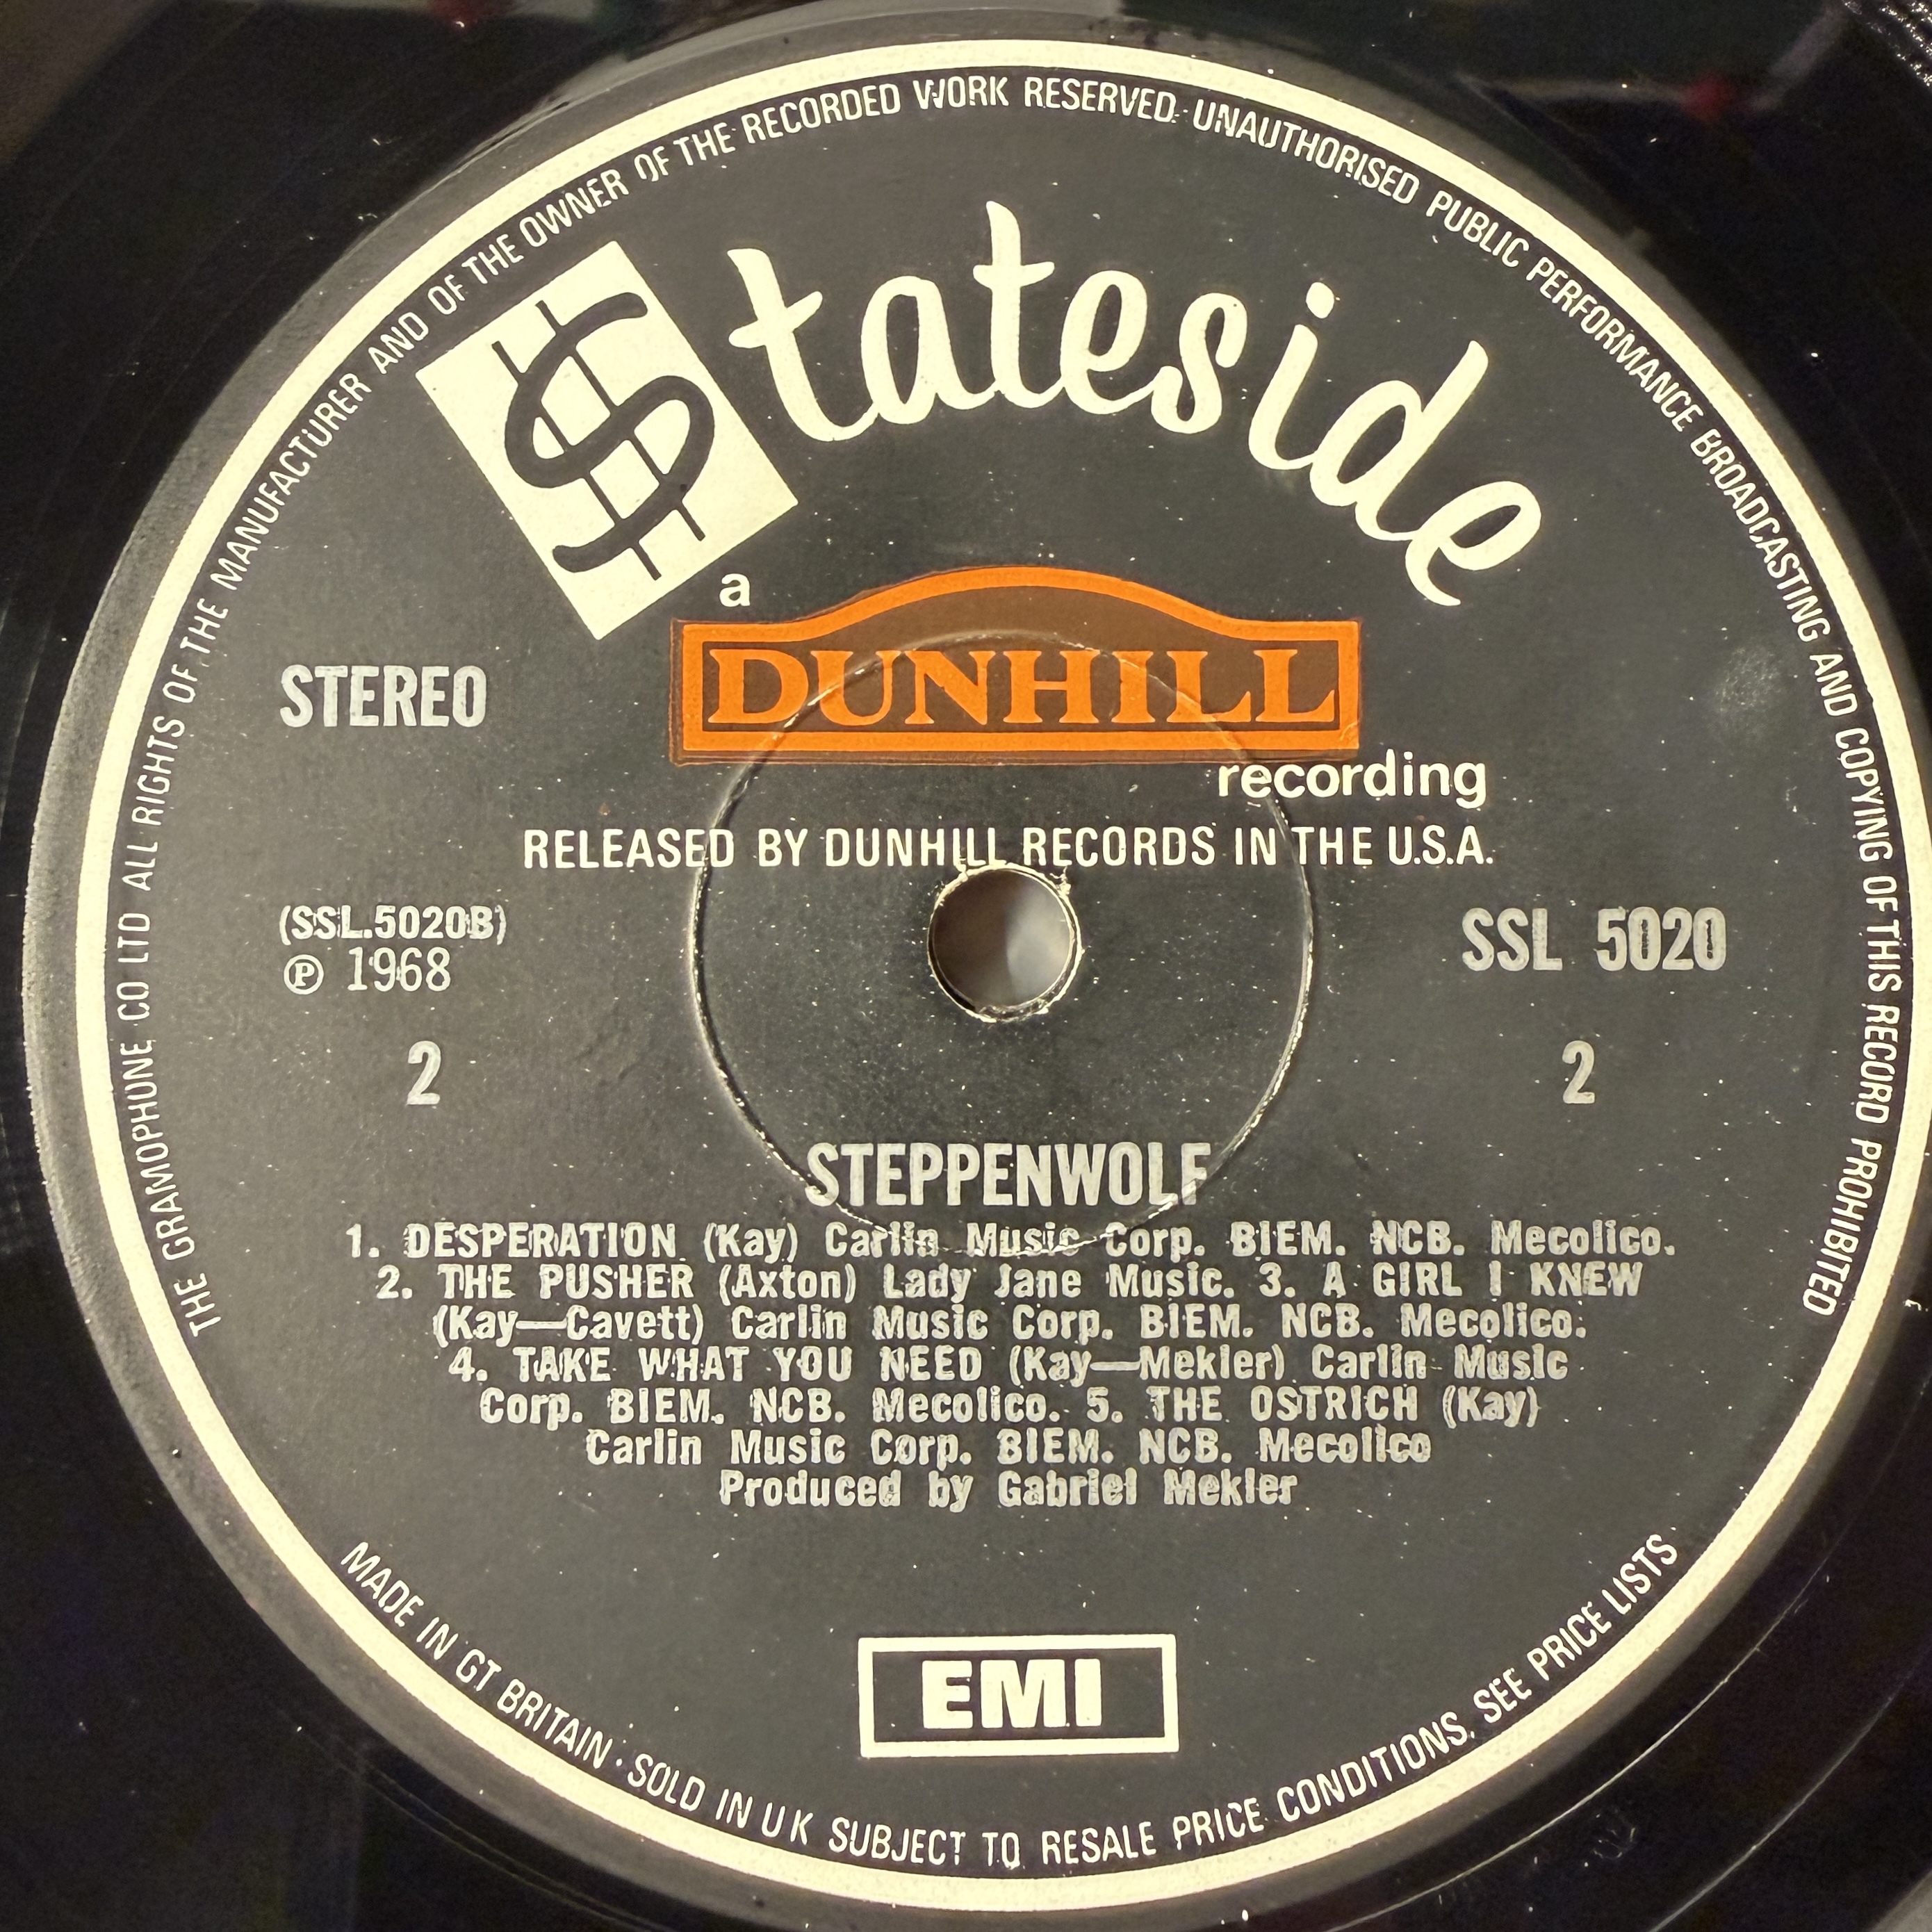 THE GRAMOPHONE CO LTD ALL RIGHTS OF THE MANUFACTURER AND OF THE OWNER OF THE RECORDED WORK RESERVED · UNAUTHORISED PUBLIC PERFORMANCE BROADCASTING AND COPYING OF THIS RECORD PROHIBITED
Stateside
a
DUNHILL
recording
STEREO
RELEASED BY DUNHILL RECORDS IN THE U.S.A.
(SSL.5020B)
SSL 5020
℗ 1968
2
2
STEPPENWOLF
1. DESPERATION (Kay) Carlin Music Corp. BIEM. NCB. Mecolico.
2. THE PUSHER (Axton) Lady Jane Music. 3. A GIRL I KNEW
(Kay—Cavett) Carlin Music Corp. BIEM. NCB. Mecolico.
4. TAKE WHAT YOU NEED (Kay—Mekler) Carlin Music
Corp. BIEM. NCB. Mecolico. 5. THE OSTRICH (Kay)
Carlin Music Corp. BIEM. NCB. Mecolico
Produced by Gabriel Mekler
EMI
MADE IN GT BRITAIN · SOLD IN U K SUBJECT TO RESALE PRICE CONDITIONS, SEE PRICE LISTS